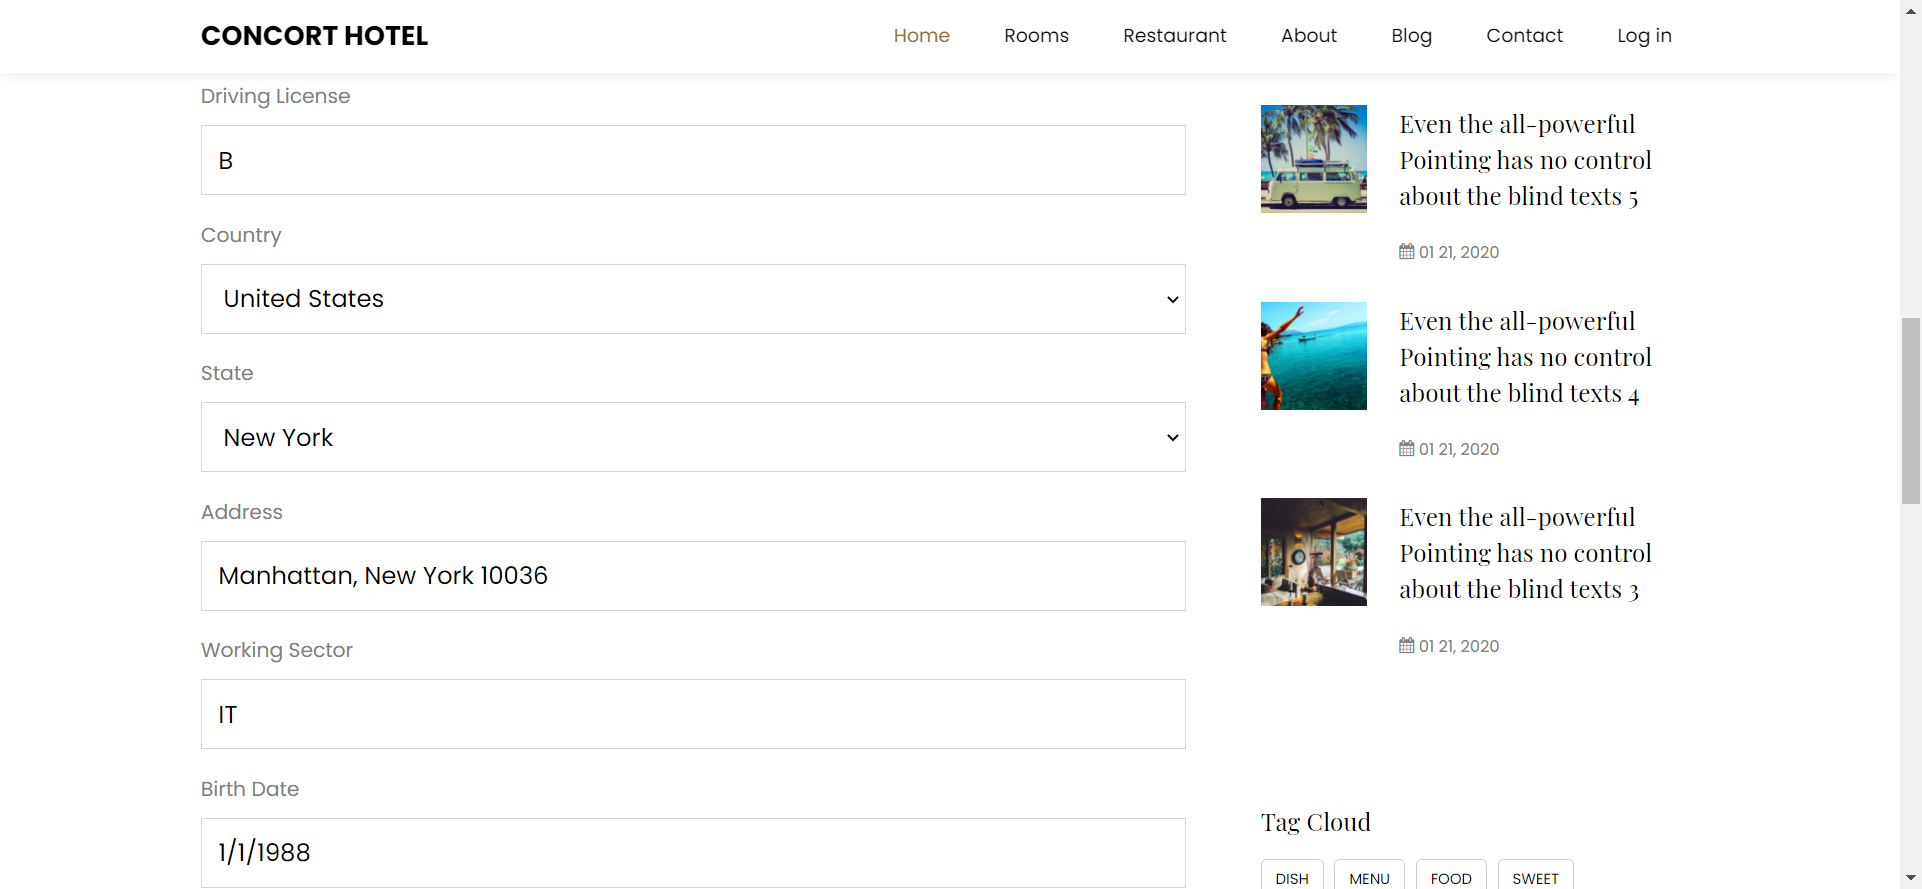 CONCORT HOTEL
Home Rooms Restaurant About Blog Contact Log in
Driving License
B
Country
United States
State
New York
Address
Manhattan, New York 10036
Working Sector
IT
Birth Date
1/1/1988
Even the all-powerful
Pointing has no control
about the blind texts 5
01 21, 2020
Even the all-powerful
Pointing has no control
about the blind texts 4
01 21, 2020
Even the all-powerful
Pointing has no control
about the blind texts 3
01 21, 2020
Tag Cloud
DISH MENU FOOD SWEET